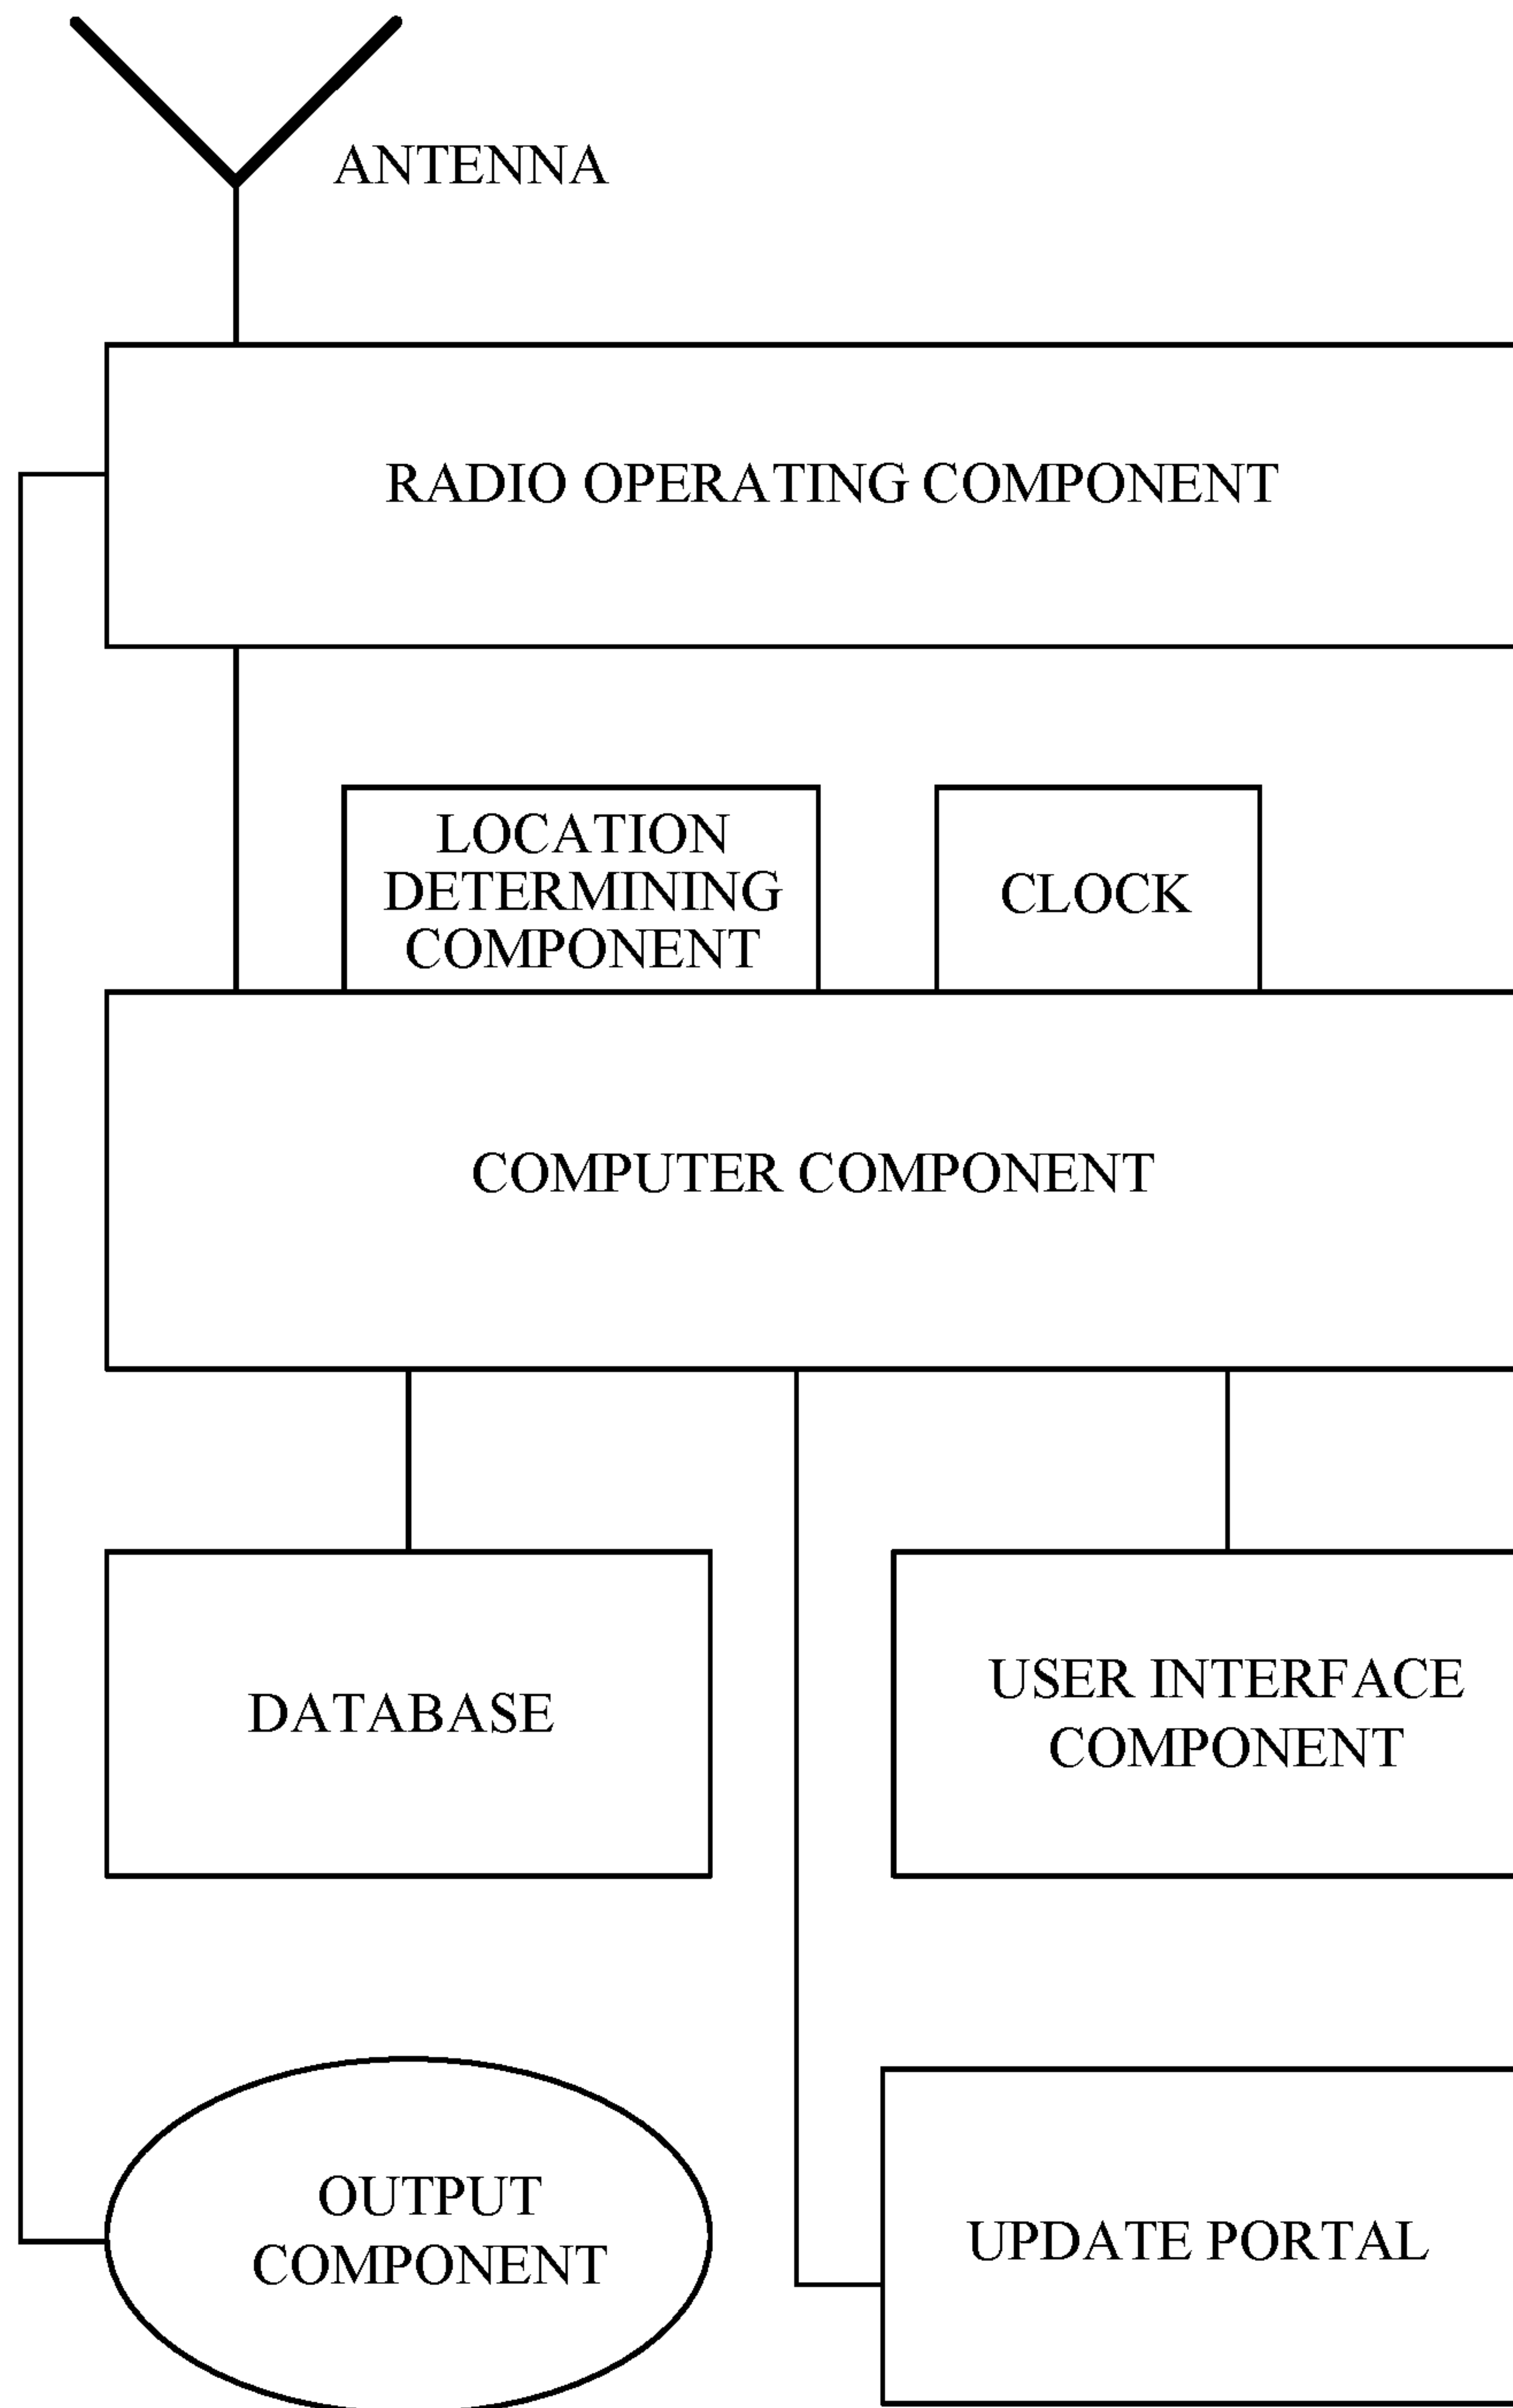 ANTENNA
RADIO OPERATING COMPONENT
LOCATION
DETERMINING
COMPONENT
CLOCK
COMPUTER COMPONENT
DATABASE
USER INTERFACE
COMPONENT
OUTPUT
COMPONENT
UPDATE PORTAL